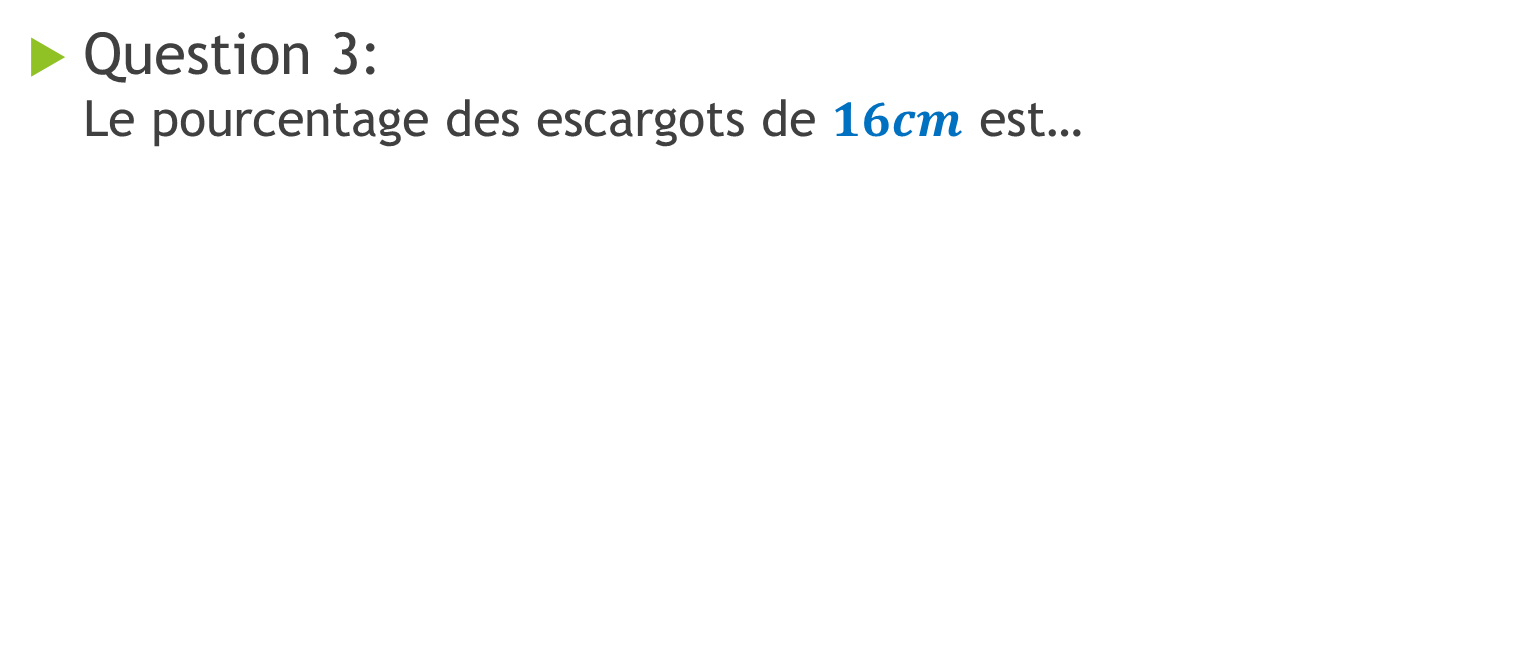 Question 3:
Le pourcentage des escargots de 16cm est…